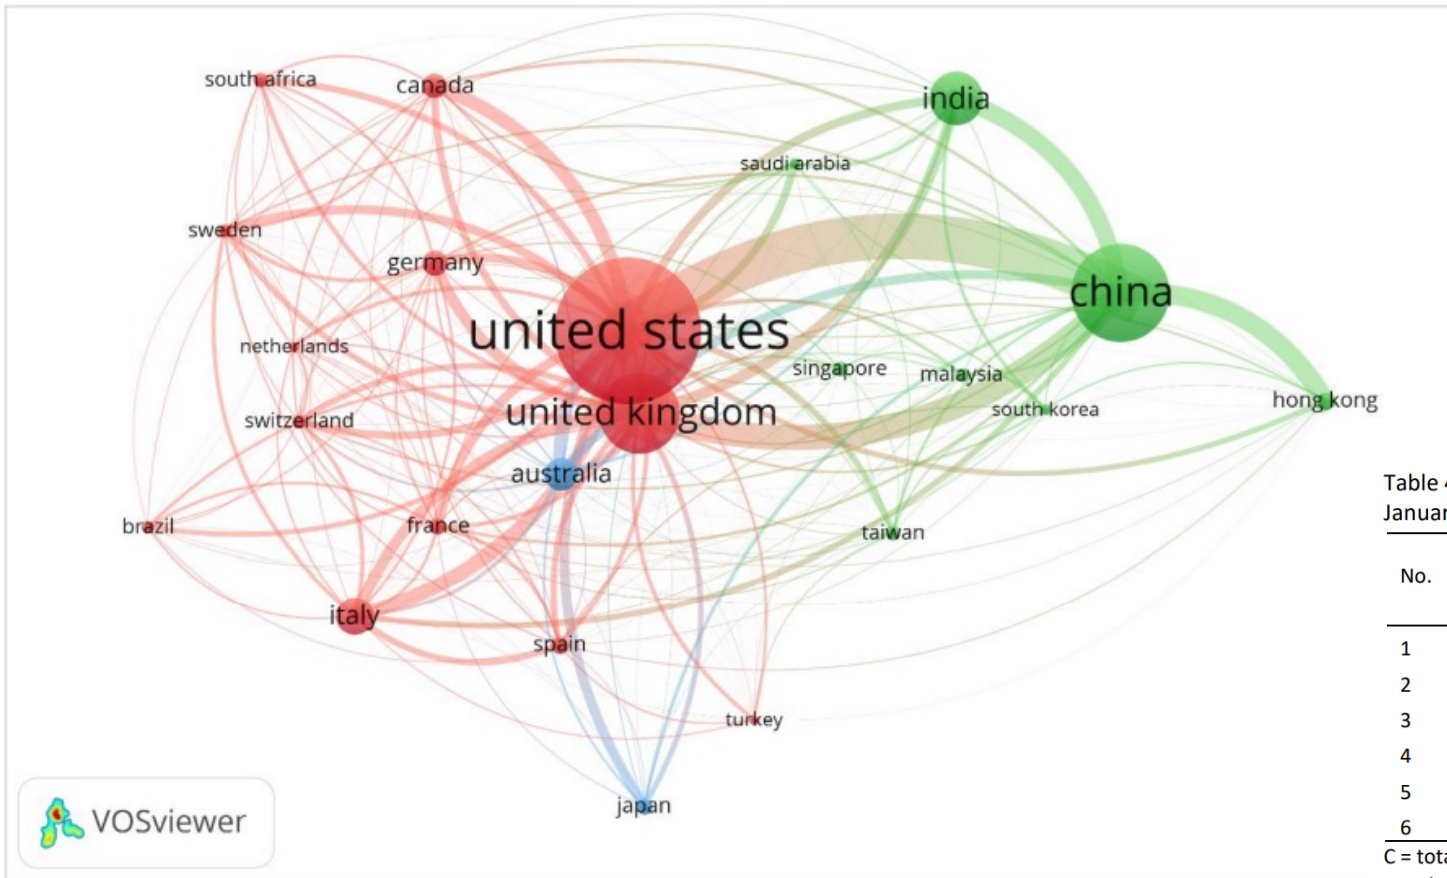 south africa
canada
india
saudi arabia
sweden
germany
china
united states
netherlands
singapore
malaysia
hong kong
south korea
united kingdom
switzerland
australia
brazil
france
taiwan
italy
spain
turkey
japan
VOSviewer
Table
Januar
No.
1
2
3
4
5
6
C = tota